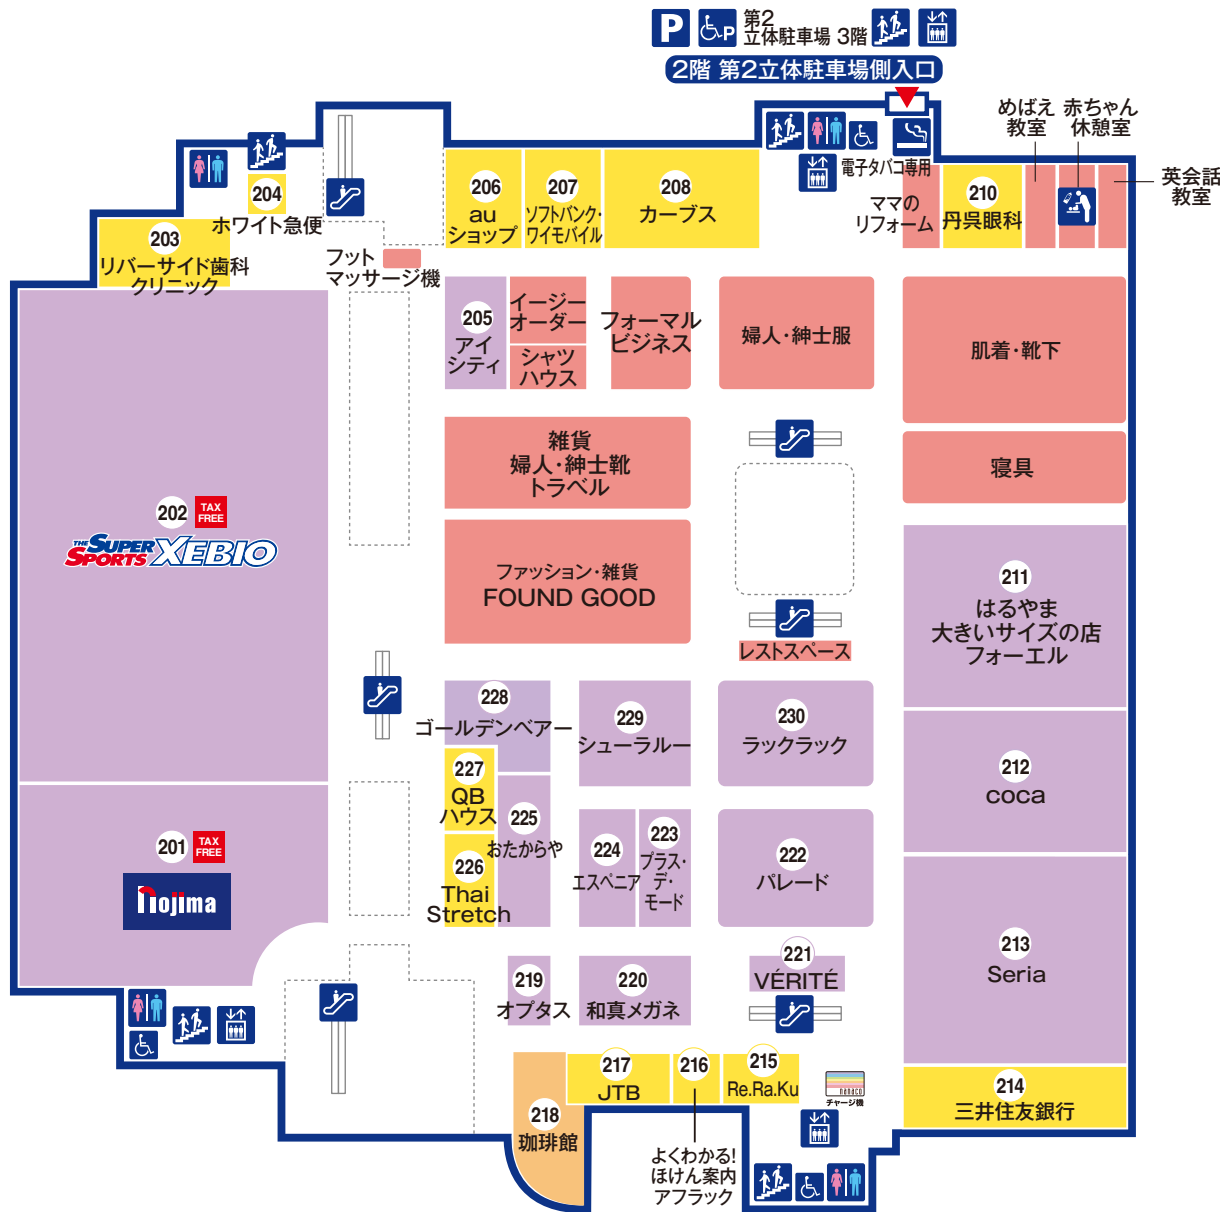 P
P
第2
立体駐車場 3階
2階 第2立体駐車場側入口
電子タバコ専用
めばえ
教室
赤ちゃん
休憩室
英会話
教室
204
ホワイト急便
203
リバーサイド歯科
クリニック
フット
マッサージ機
206
au
ショップ
207
ソフトバンク・
ワイモバイル
208
カーブス
ママの
リフォーム
210
丹呉眼科
205
アイ
シティ
イージー
オーダー
シャツ
ハウス
フォーマル
ビジネス
婦人・紳士服
肌着・靴下
雑貨
婦人・紳士靴
トラベル
寝具
202
TAX
FREE
THE SUPER
SPORTS XEBIO
ファッション・雑貨
FOUND GOOD
レストスペース
211
はるやま
大きいサイズの店
フォーエル
228
ゴールデンベアー
229
シューラルー
230
ラックラック
212
coca
227
QB
ハウス
225
おたからや
226
Thai
Stretch
224
エスペニア
223
プラス・
デ・
モード
222
パレード
201
TAX
FREE
nojima
213
Seria
219
オプタス
220
和真メガネ
221
VÉRITÉ
218
珈琲館
217
JTB
216
よくわかる!
ほけん案内
アフラック
215
Re.Ra.Ku
nanaco
チャージ機
214
三井住友銀行